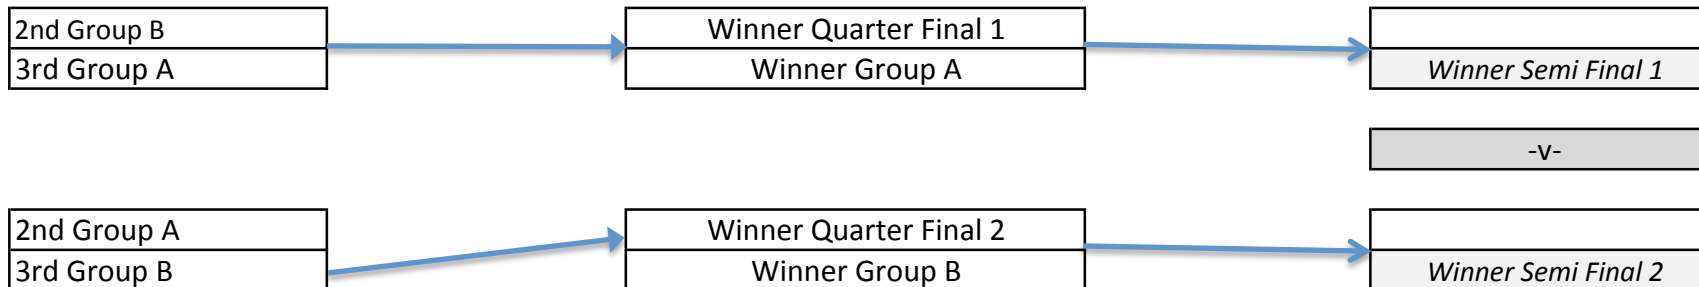 2nd Group B
3rd Group A
Winner Quarter Final 1
Winner Group A
Winner Semi Final 1
-v-
2nd Group A
3rd Group B
Winner Quarter Final 2
Winner Group B
Winner Semi Final 2